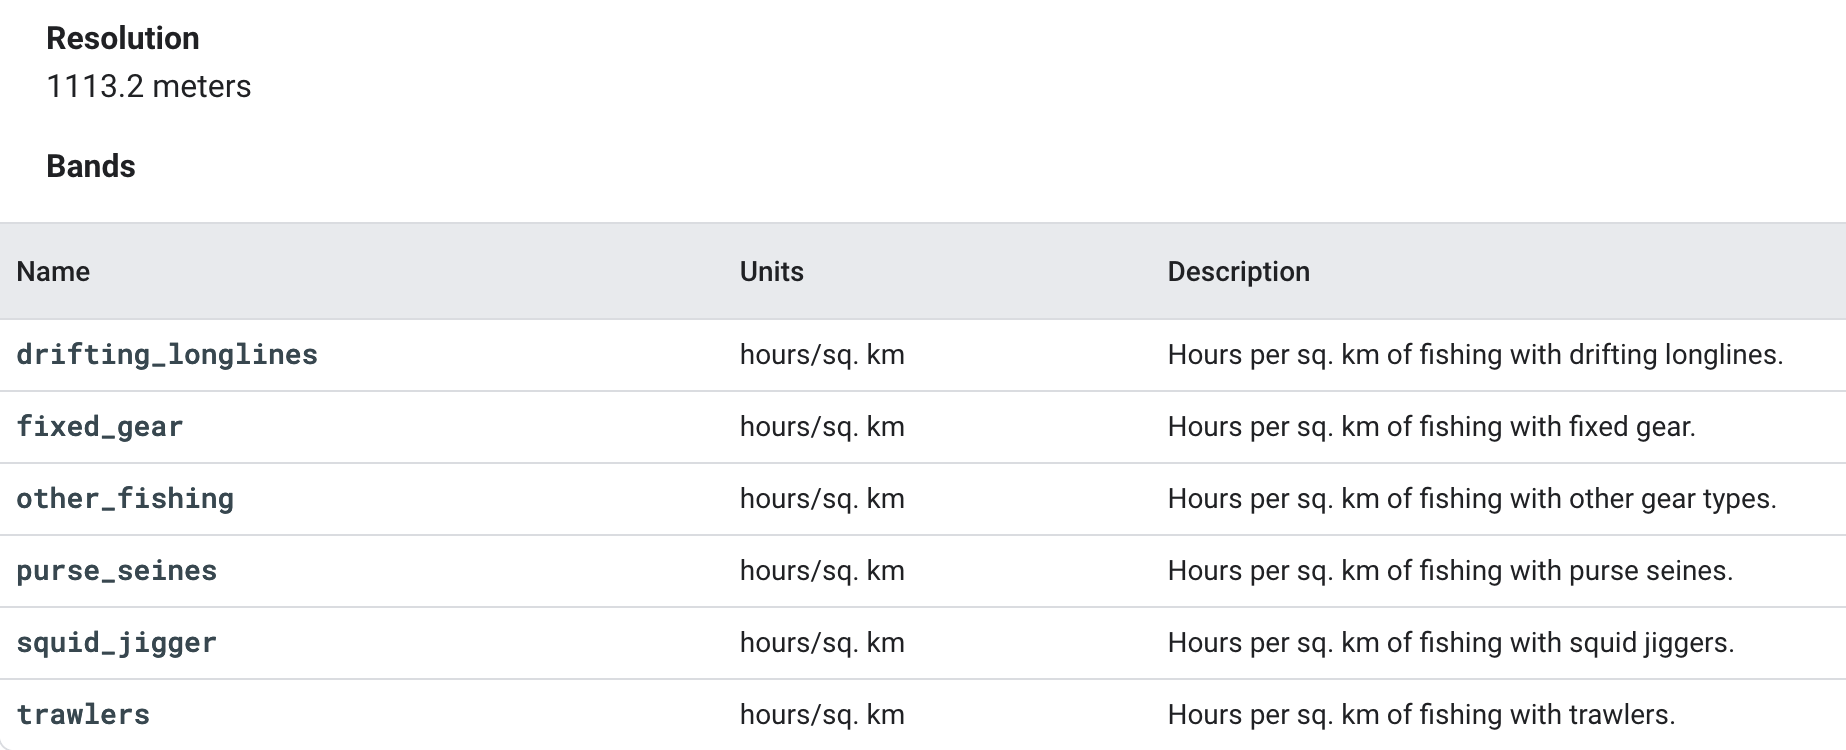 Resolution
1113.2 meters
Bands
Name Units Description
drifting_longlines hours/sq. km Hours per sq. km of fishing with drifting longlines.
fixed_gear hours/sq. km Hours per sq. km of fishing with fixed gear.
other_fishing hours/sq. km Hours per sq. km of fishing with other gear types.
purse_seines hours/sq. km Hours per sq. km of fishing with purse seines.
squid_jigger hours/sq. km Hours per sq. km of fishing with squid jiggers.
trawlers hours/sq. km Hours per sq. km of fishing with trawlers.